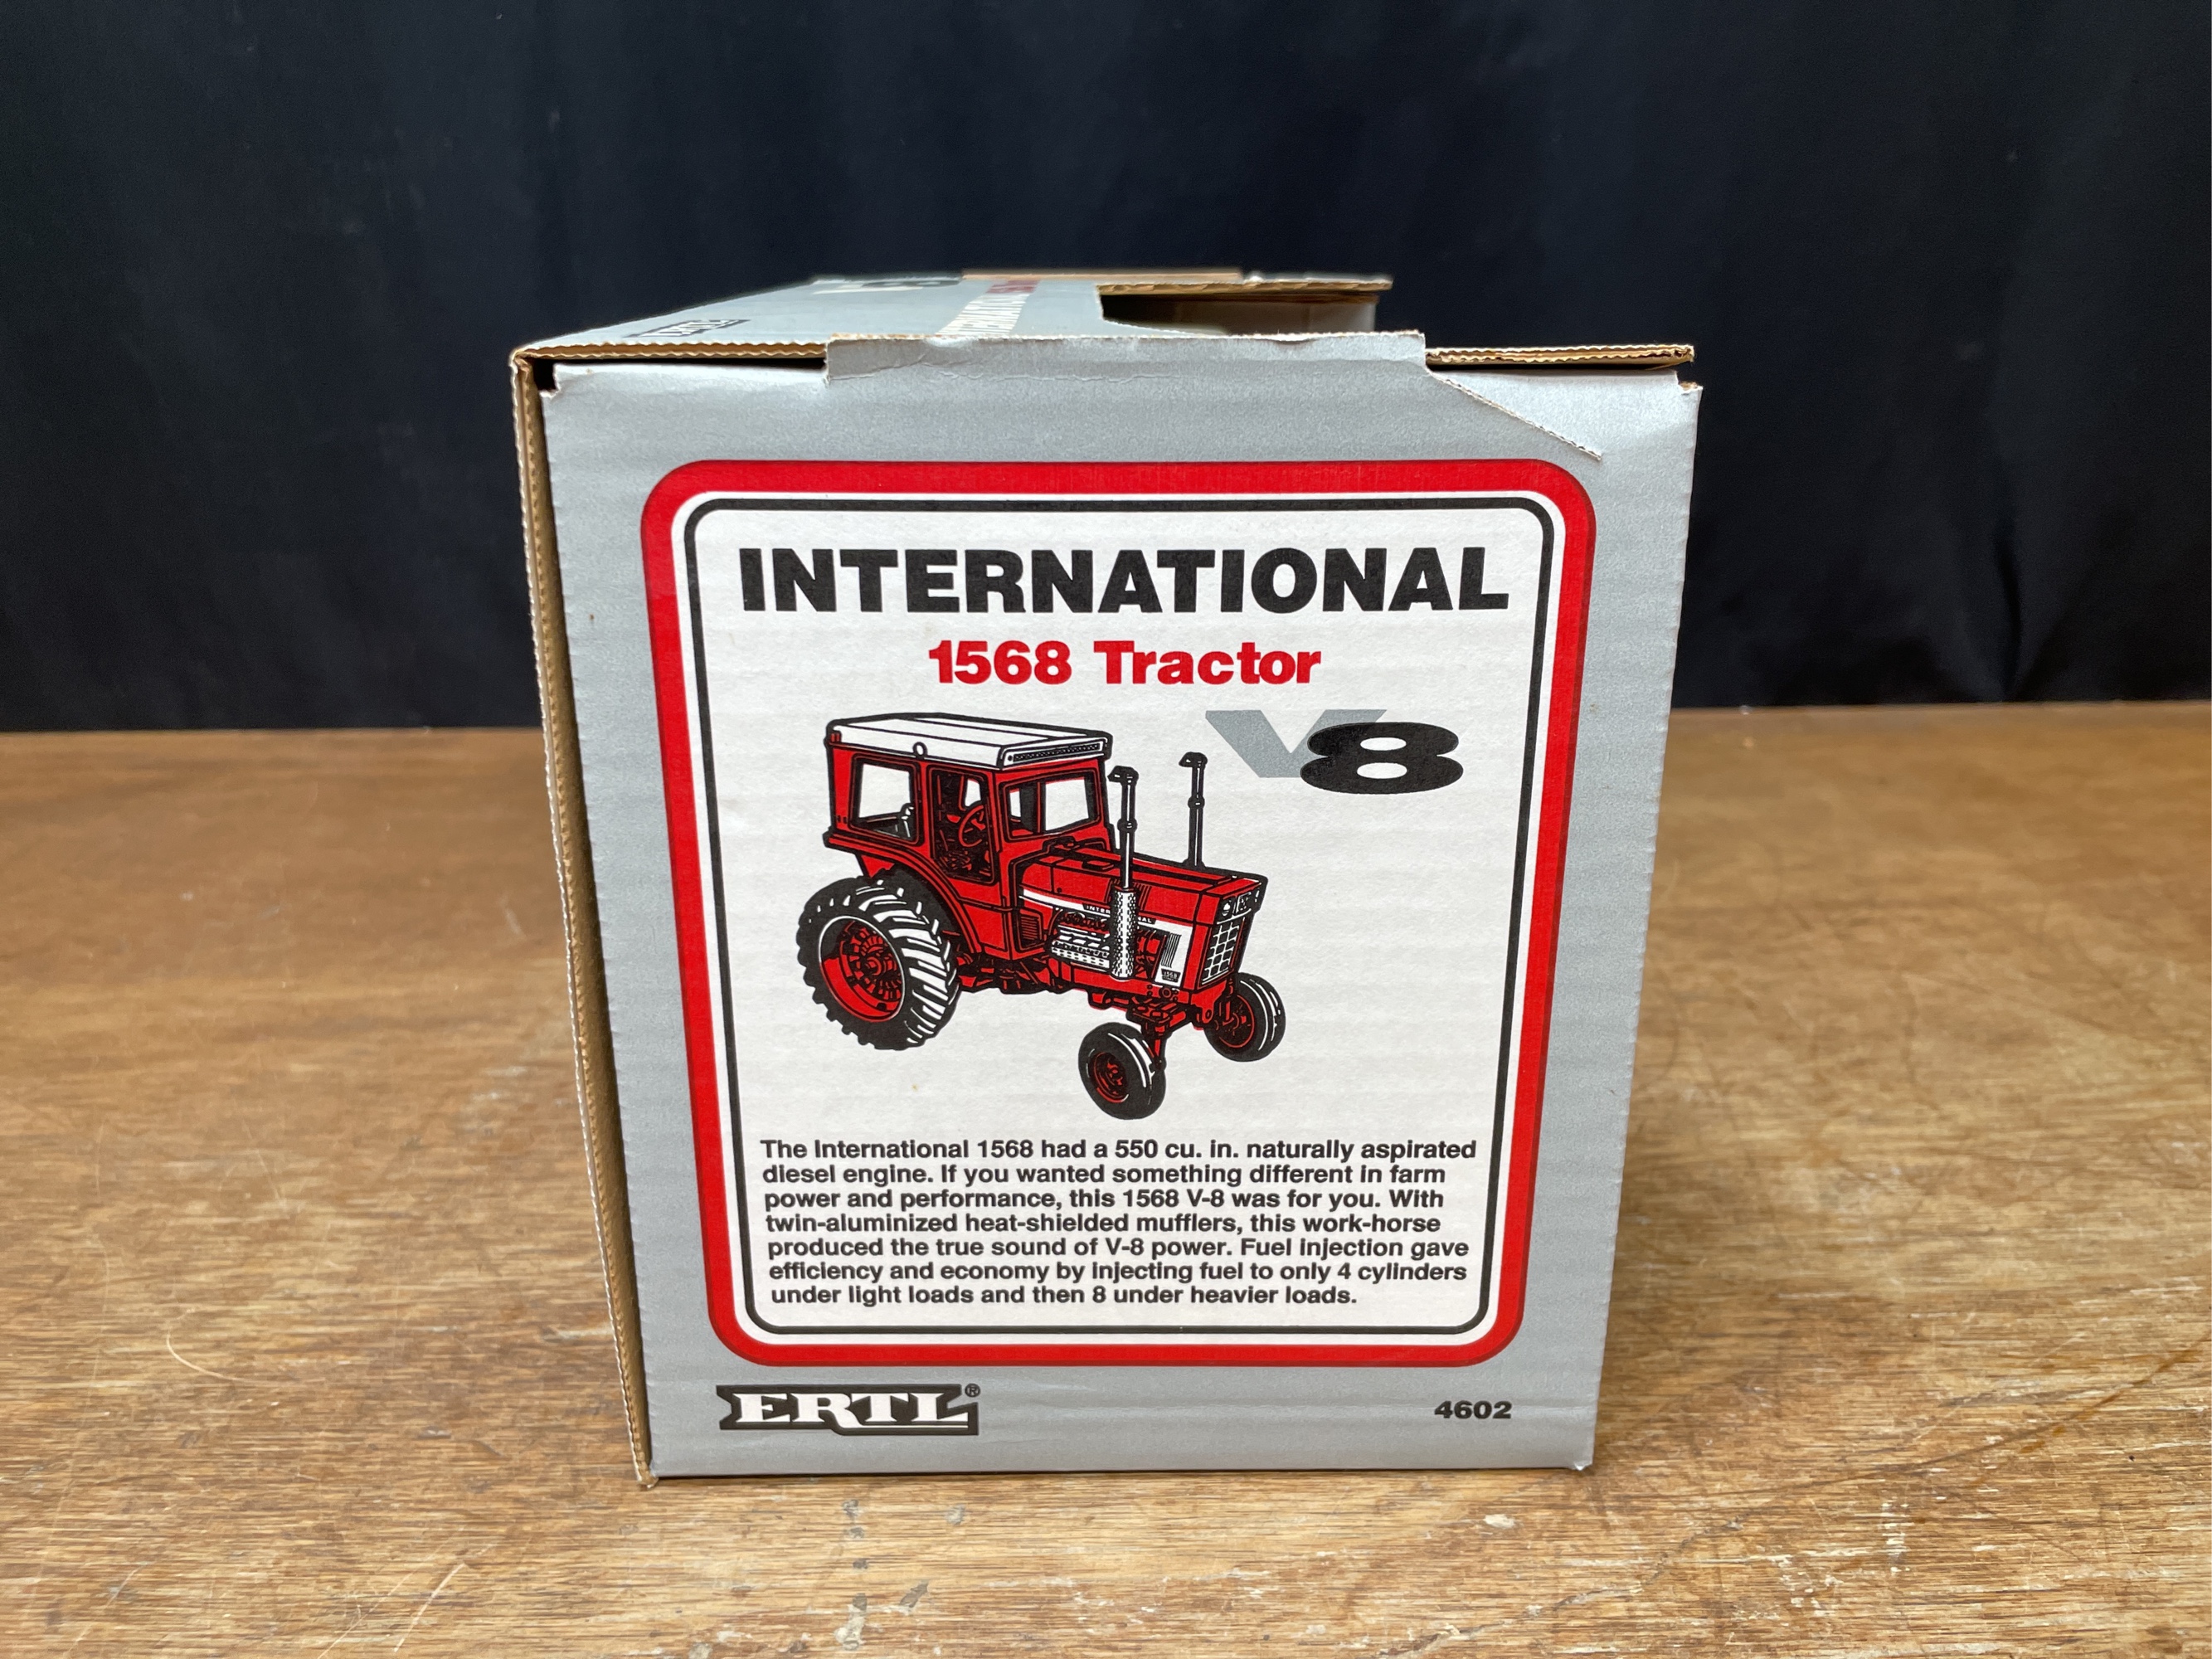 INTERNATIONAL
1568 Tractor
V8
INTERNATIONAL
1568
The International 1568 had a 550 cu. in. naturally aspirated
diesel engine. If you wanted something different in farm
power and performance, this 1568 V-8 was for you. With
twin-aluminized heat-shielded mufflers, this work-horse
produced the true sound of V-8 power. Fuel injection gave
efficiency and economy by injecting fuel to only 4 cylinders
under light loads and then 8 under heavier loads.
ERTL®
4602